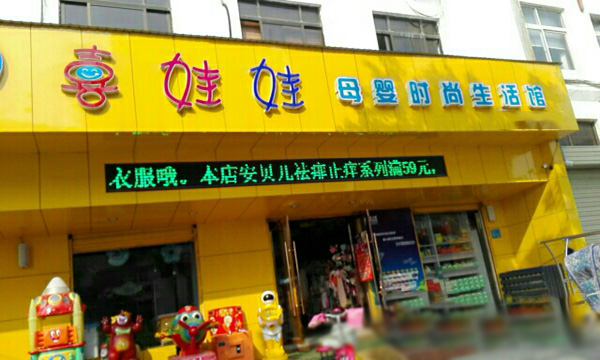 喜娃娃 母婴时尚生活馆
衣服哦。本店安贝儿祛痱止痒系列满59元,